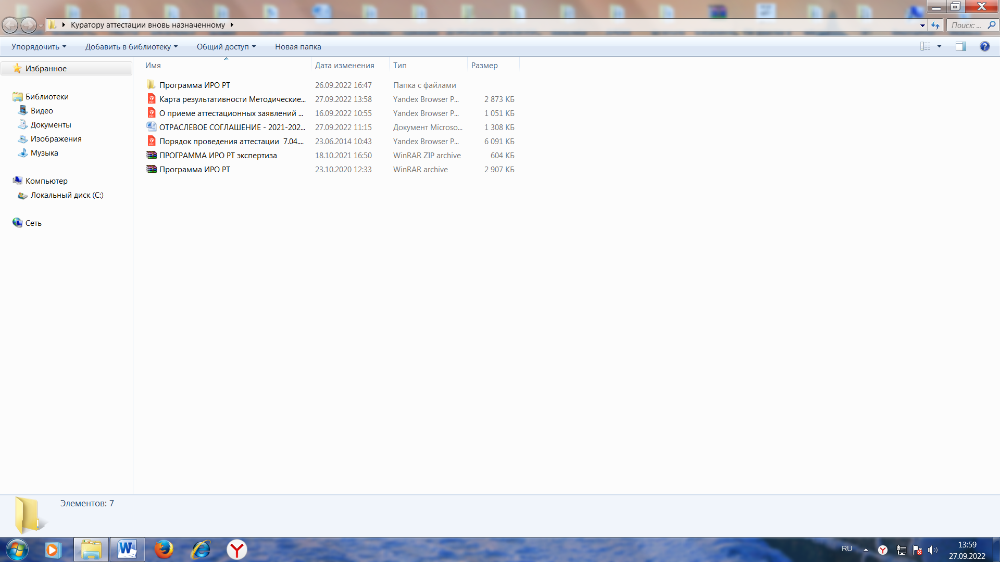 Куратору аттестации вновь назначенному
Поиск: ...
Упорядочить Добавить в библиотеку Общий доступ Новая папка
Избранное
Библиотеки
Видео
Документы
Изображения
Музыка
Компьютер
Локальный диск (C:)
Сеть
Имя Дата изменения Тип Размер
Программа ИРО РТ 26.09.2022 16:47 Папка с файлами
Карта результативности Методические... 27.09.2022 13:58 Yandex Browser P... 2 873 КБ
О приеме аттестационных заявлений ... 16.09.2022 10:55 Yandex Browser P... 1 051 КБ
ОТРАСЛЕВОЕ СОГЛАШЕНИЕ - 2021-202... 27.09.2022 11:15 Документ Microso... 1 308 КБ
Порядок проведения аттестации 7.04.... 23.06.2014 10:43 Yandex Browser P... 6 091 КБ
ПРОГРАММА ИРО РТ экспертиза 18.10.2021 16:50 WinRAR ZIP archive 604 КБ
Программа ИРО РТ 23.10.2020 12:33 WinRAR archive 2 907 КБ
Элементов: 7
RU
13:59
27.09.2022